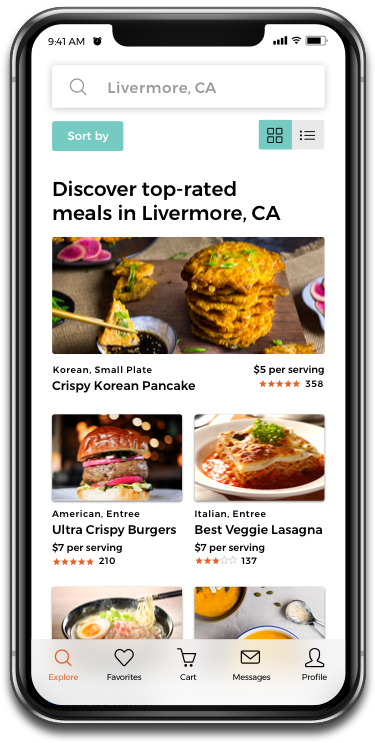 9:41 AM
Livermore, CA
Sort by
Discover top-rated
meals in Livermore, CA
Korean, Small Plate
$5 per serving
Crispy Korean Pancake
358
American, Entree
Italian, Entree
Ultra Crispy Burgers
Best Veggie Lasagna
$7 per serving
$7 per serving
210
137
Explore
Favorites
Cart
Messages
Profile